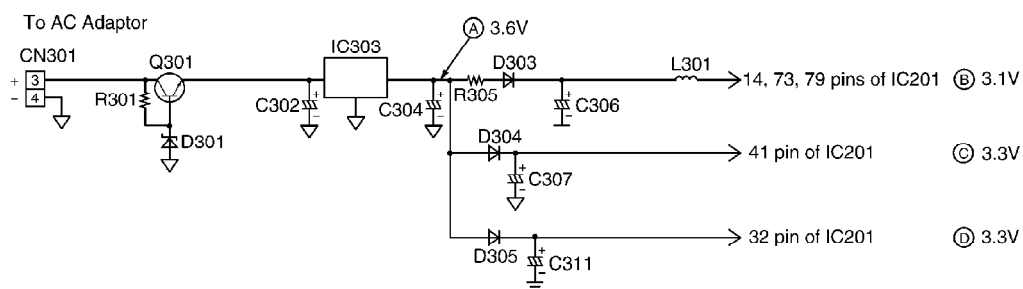 To AC Adaptor
Ⓐ 3.6V
CN301
Q301
IC303
D303
L301
+ 3
- 4
R301
C302
+
-
C304
+
-
R305
C306
+
-
14, 73, 79 pins of IC201 Ⓑ 3.1V
D301
D304
41 pin of IC201 Ⓒ 3.3V
C307
+
-
D305
32 pin of IC201 Ⓓ 3.3V
C311
+
-